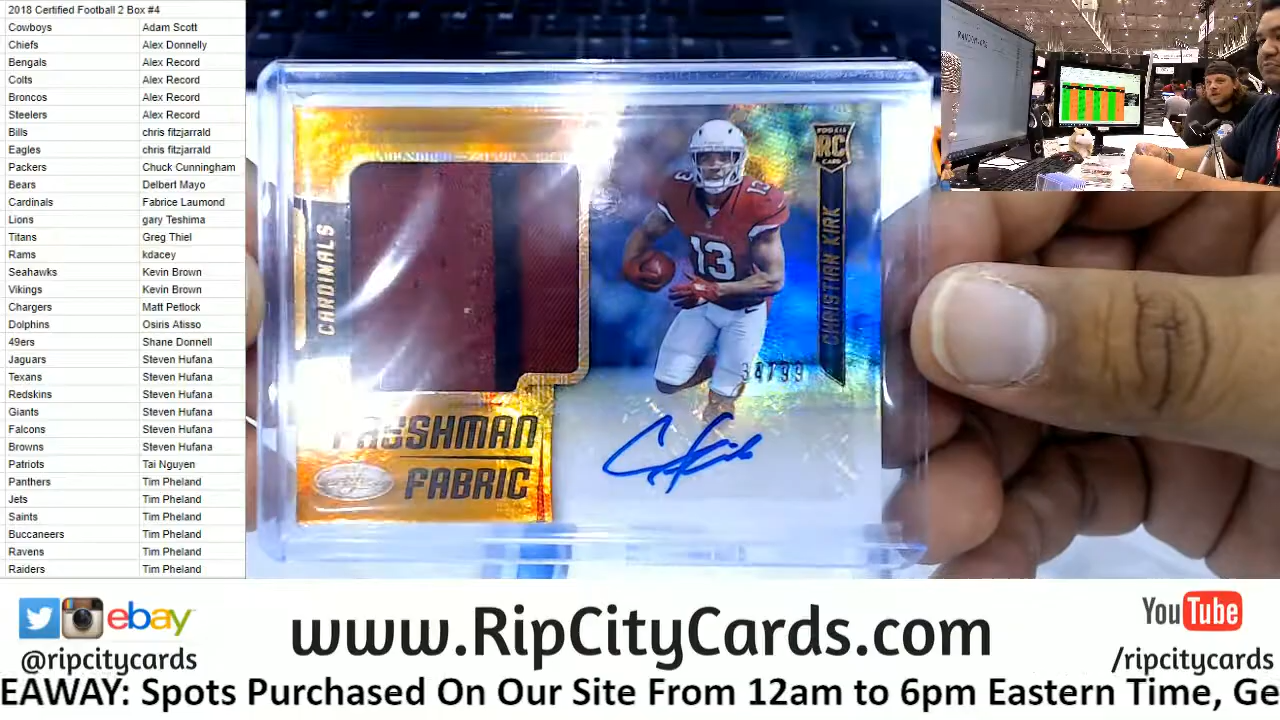 2018 Certified Football 2 Box #4
Cowboys Adam Scott
Chiefs Alex Donnelly
Bengals Alex Record
Colts Alex Record
Broncos Alex Record
Steelers Alex Record
Bills chris fitzjarrald
Eagles chris fitzjarrald
Packers Chuck Cunningham
Bears Delbert Mayo
Cardinals Fabrice Laumond
Lions gary Teshima
Titans Greg Thiel
Rams kdacey
Seahawks Kevin Brown
Vikings Kevin Brown
Chargers Matt Petlock
Dolphins Osiris Atisso
49ers Shane Donnell
Jaguars Steven Hufana
Texans Steven Hufana
Redskins Steven Hufana
Giants Steven Hufana
Falcons Steven Hufana
Browns Steven Hufana
Patriots Tai Nguyen
Panthers Tim Pheland
Jets Tim Pheland
Saints Tim Pheland
Buccaneers Tim Pheland
Ravens Tim Pheland
Raiders Tim Pheland
CARDINALS
ROOKIE
RC
CARD
13
13
CHRISTIAN KIRK
34/99
FRESHMAN
FABRIC
ebay
@ripcitycards
www.RipCityCards.com
YouTube
/ripcitycards
EAWAY: Spots Purchased On Our Site From 12am to 6pm Eastern Time, Ge